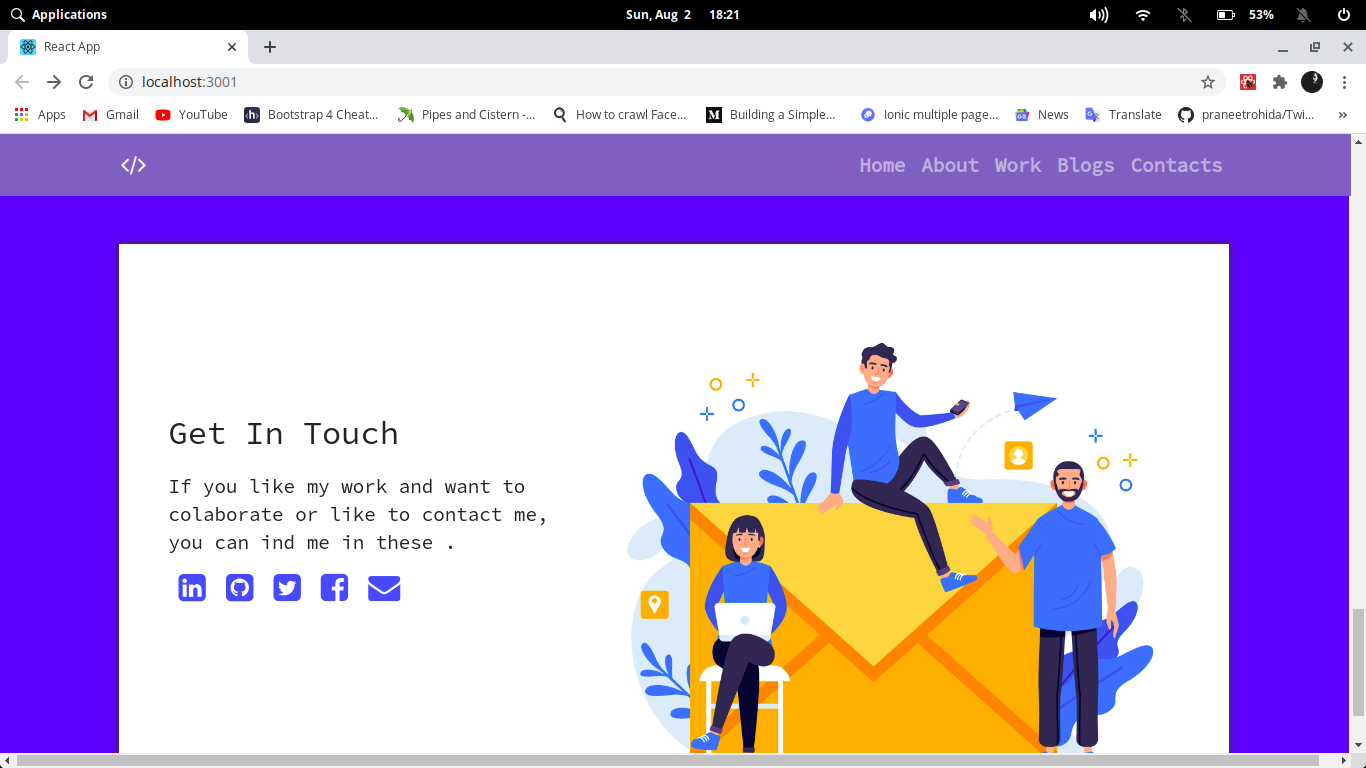 Applications Sun, Aug 2 18:21 53%
React App
localhost:3001
Apps Gmail YouTube Bootstrap 4 Cheat... Pipes and Cistern -... How to crawl Face... Building a Simple... Ionic multiple page... News Translate praneetrohida/Twi... »
</> Home About Work Blogs Contacts
Get In Touch
If you like my work and want to
colaborate or like to contact me,
you can ind me in these .